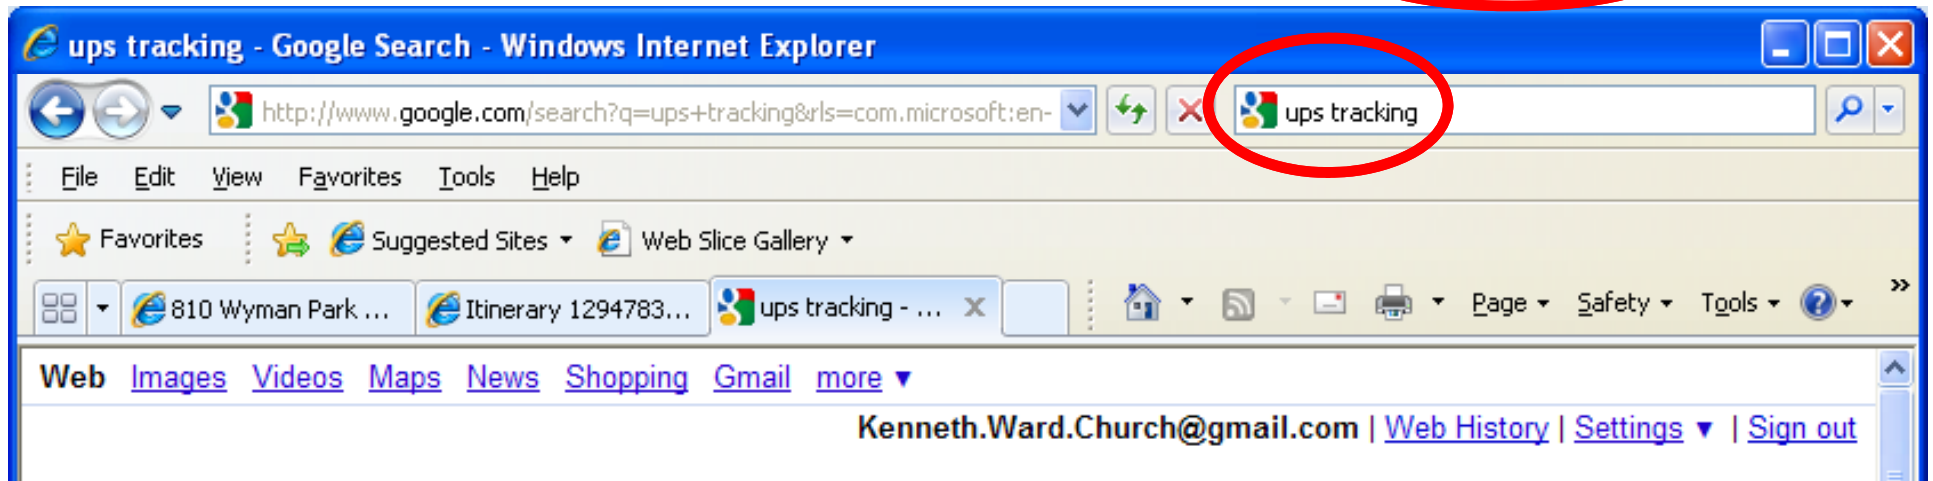 ups tracking - Google Search - Windows Internet Explorer
http://www.google.com/search?q=ups+tracking&rls=com.microsoft:en- ups tracking
File Edit View Favorites Tools Help
Favorites Suggested Sites Web Slice Gallery
810 Wyman Park ... Itinerary 1294783... ups tracking - ... X Page Safety Tools »
Web Images Videos Maps News Shopping Gmail more ▼
Kenneth.Ward.Church@gmail.com | Web History | Settings ▼ | Sign out